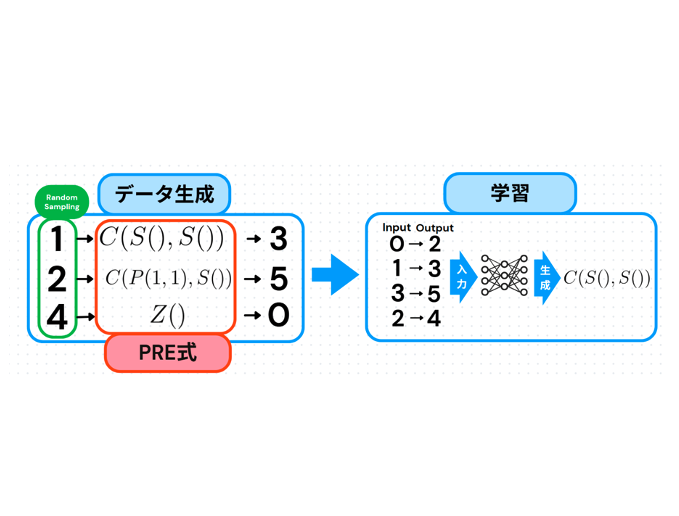 データ生成
Random
Sampling
1 → C(S(), S()) → 3
2 → C(P(1, 1), S()) → 5
4 → Z() → 0
PRE式
学習
Input Output
0 → 2
1 → 3
3 → 5
2 → 4
入力
生成
C(S(), S())